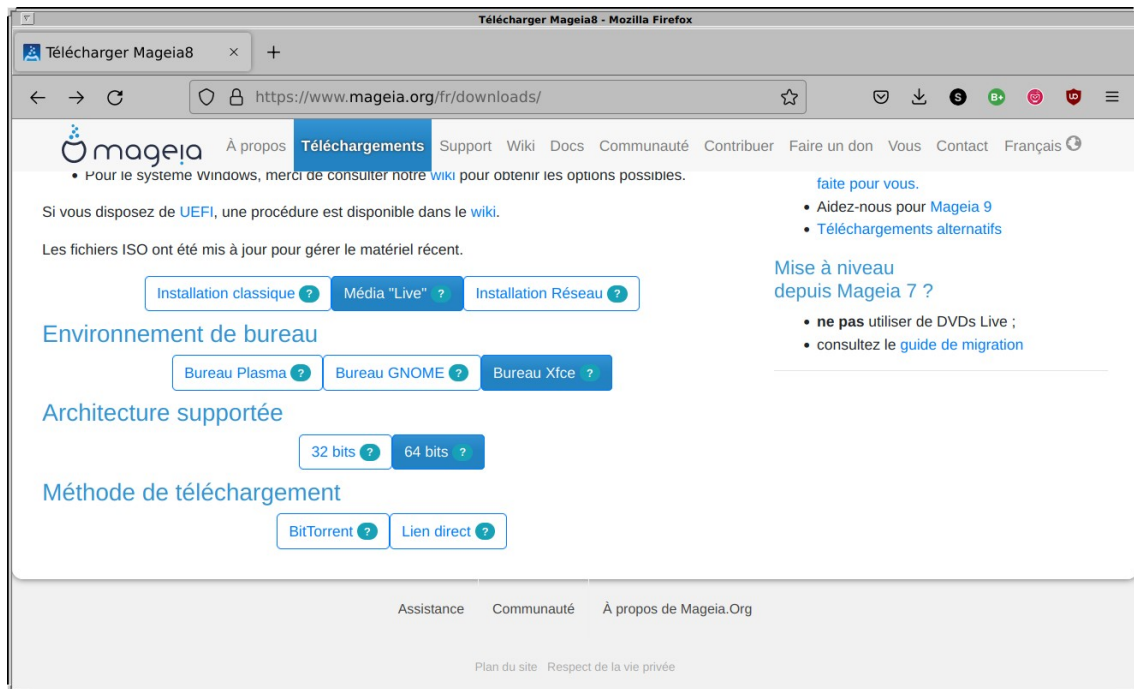 Télécharger Mageia8 - Mozilla Firefox
Télécharger Mageia8
https://www.mageia.org/fr/downloads/
mageia À propos Téléchargements Support Wiki Docs Communauté Contribuer Faire un don Vous Contact Français
• Pour le système Windows, merci de consulter notre wiki pour obtenir les options possibles.
Si vous disposez de UEFI, une procédure est disponible dans le wiki.
Les fichiers ISO ont été mis à jour pour gérer le matériel récent.
Installation classique ? Média "Live" ? Installation Réseau ?
Environnement de bureau
Bureau Plasma ? Bureau GNOME ? Bureau Xfce ?
Architecture supportée
32 bits ? 64 bits ?
Méthode de téléchargement
BitTorrent ? Lien direct ?
faite pour vous.
• Aidez-nous pour Mageia 9
• Téléchargements alternatifs
Mise à niveau
depuis Mageia 7 ?
• ne pas utiliser de DVDs Live ;
• consultez le guide de migration
Assistance Communauté À propos de Mageia.Org
Plan du site Respect de la vie privée